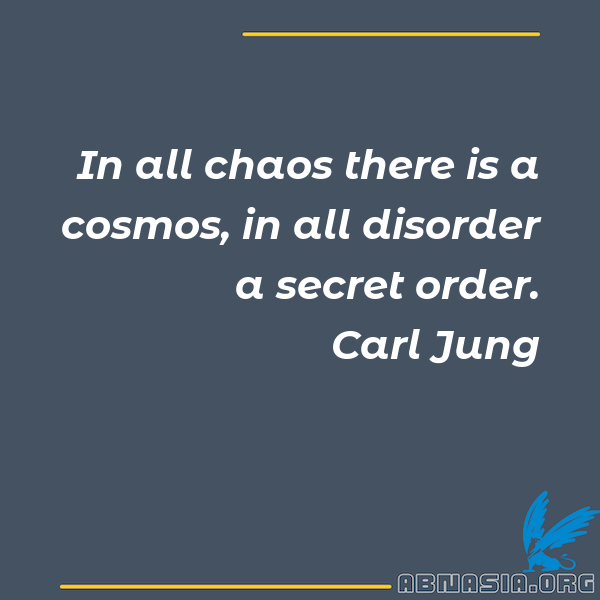 In all chaos there is a
cosmos, in all disorder
a secret order.
Carl Jung
ABNASIA.ORG